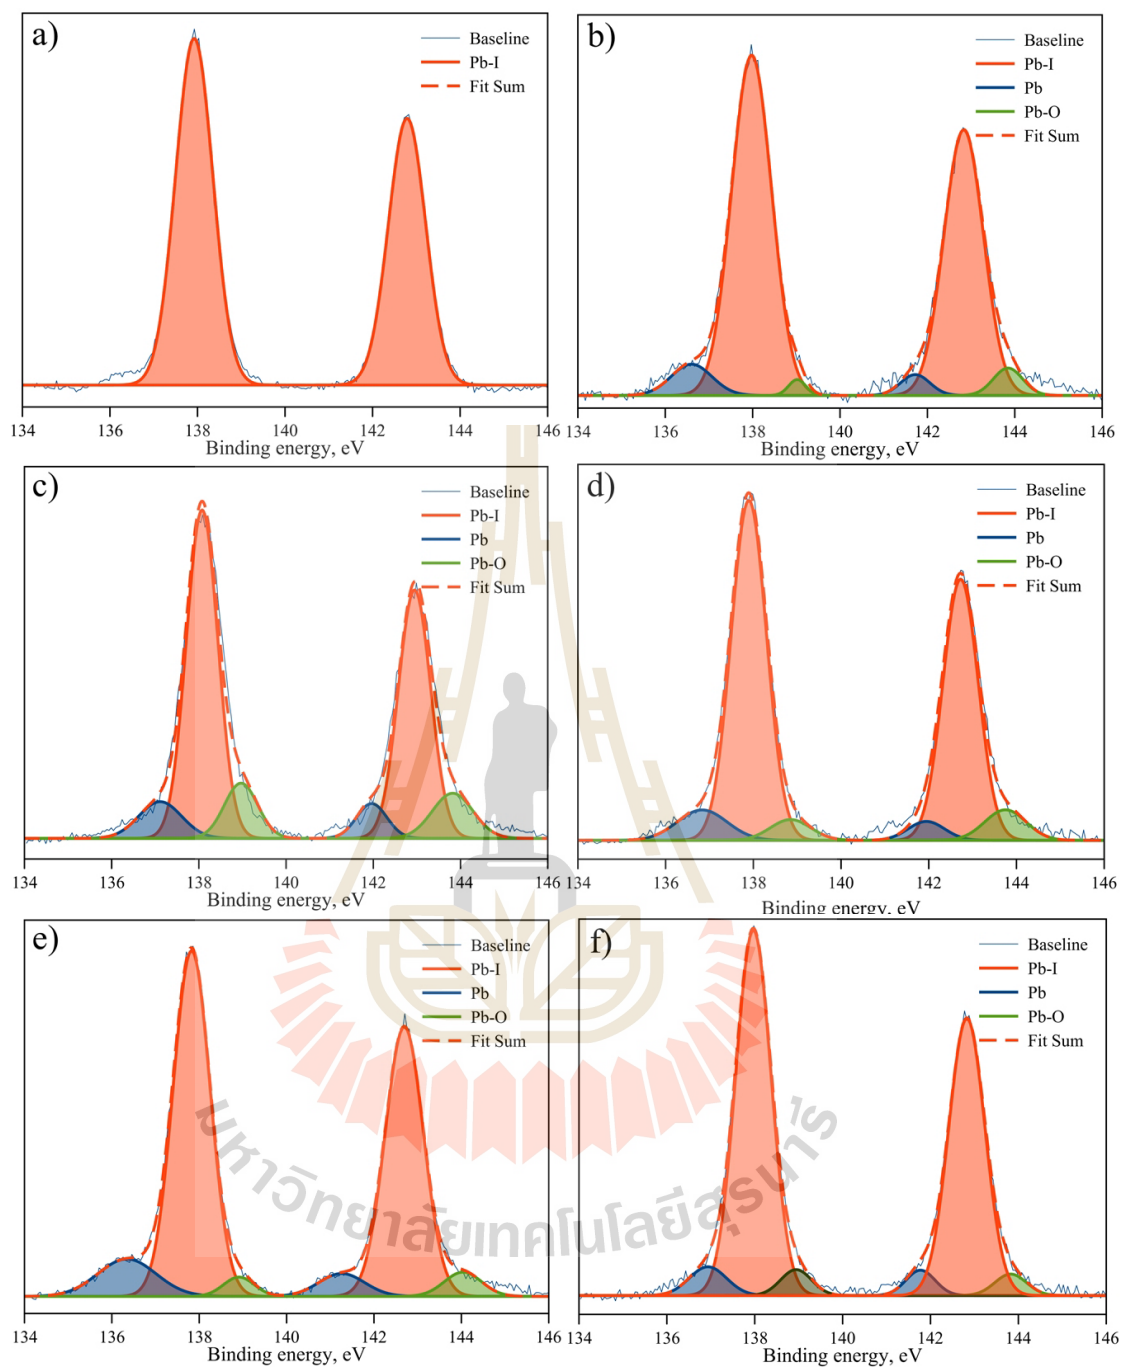 a)
Baseline
Pb-I
Fit Sum
134 136 138 140 142 144 146
Binding energy, eV
b)
Baseline
Pb-I
Pb
Pb-O
Fit Sum
134 136 138 140 142 144 146
Binding energy, eV
c)
Baseline
Pb-I
Pb
Pb-O
Fit Sum
134 136 138 140 142 144 146
Binding energy, eV
d)
Baseline
Pb-I
Pb
Pb-O
Fit Sum
134 136 138 140 142 144 146
Binding energy, eV
e)
Baseline
Pb-I
Pb
Pb-O
Fit Sum
134 136 138 140 142 144 146
Binding energy, eV
f)
Baseline
Pb-I
Pb
Pb-O
Fit Sum
134 136 138 140 142 144 146
Binding energy, eV
มหาวิทยาลัยเทคโนโลยีสุรนารี